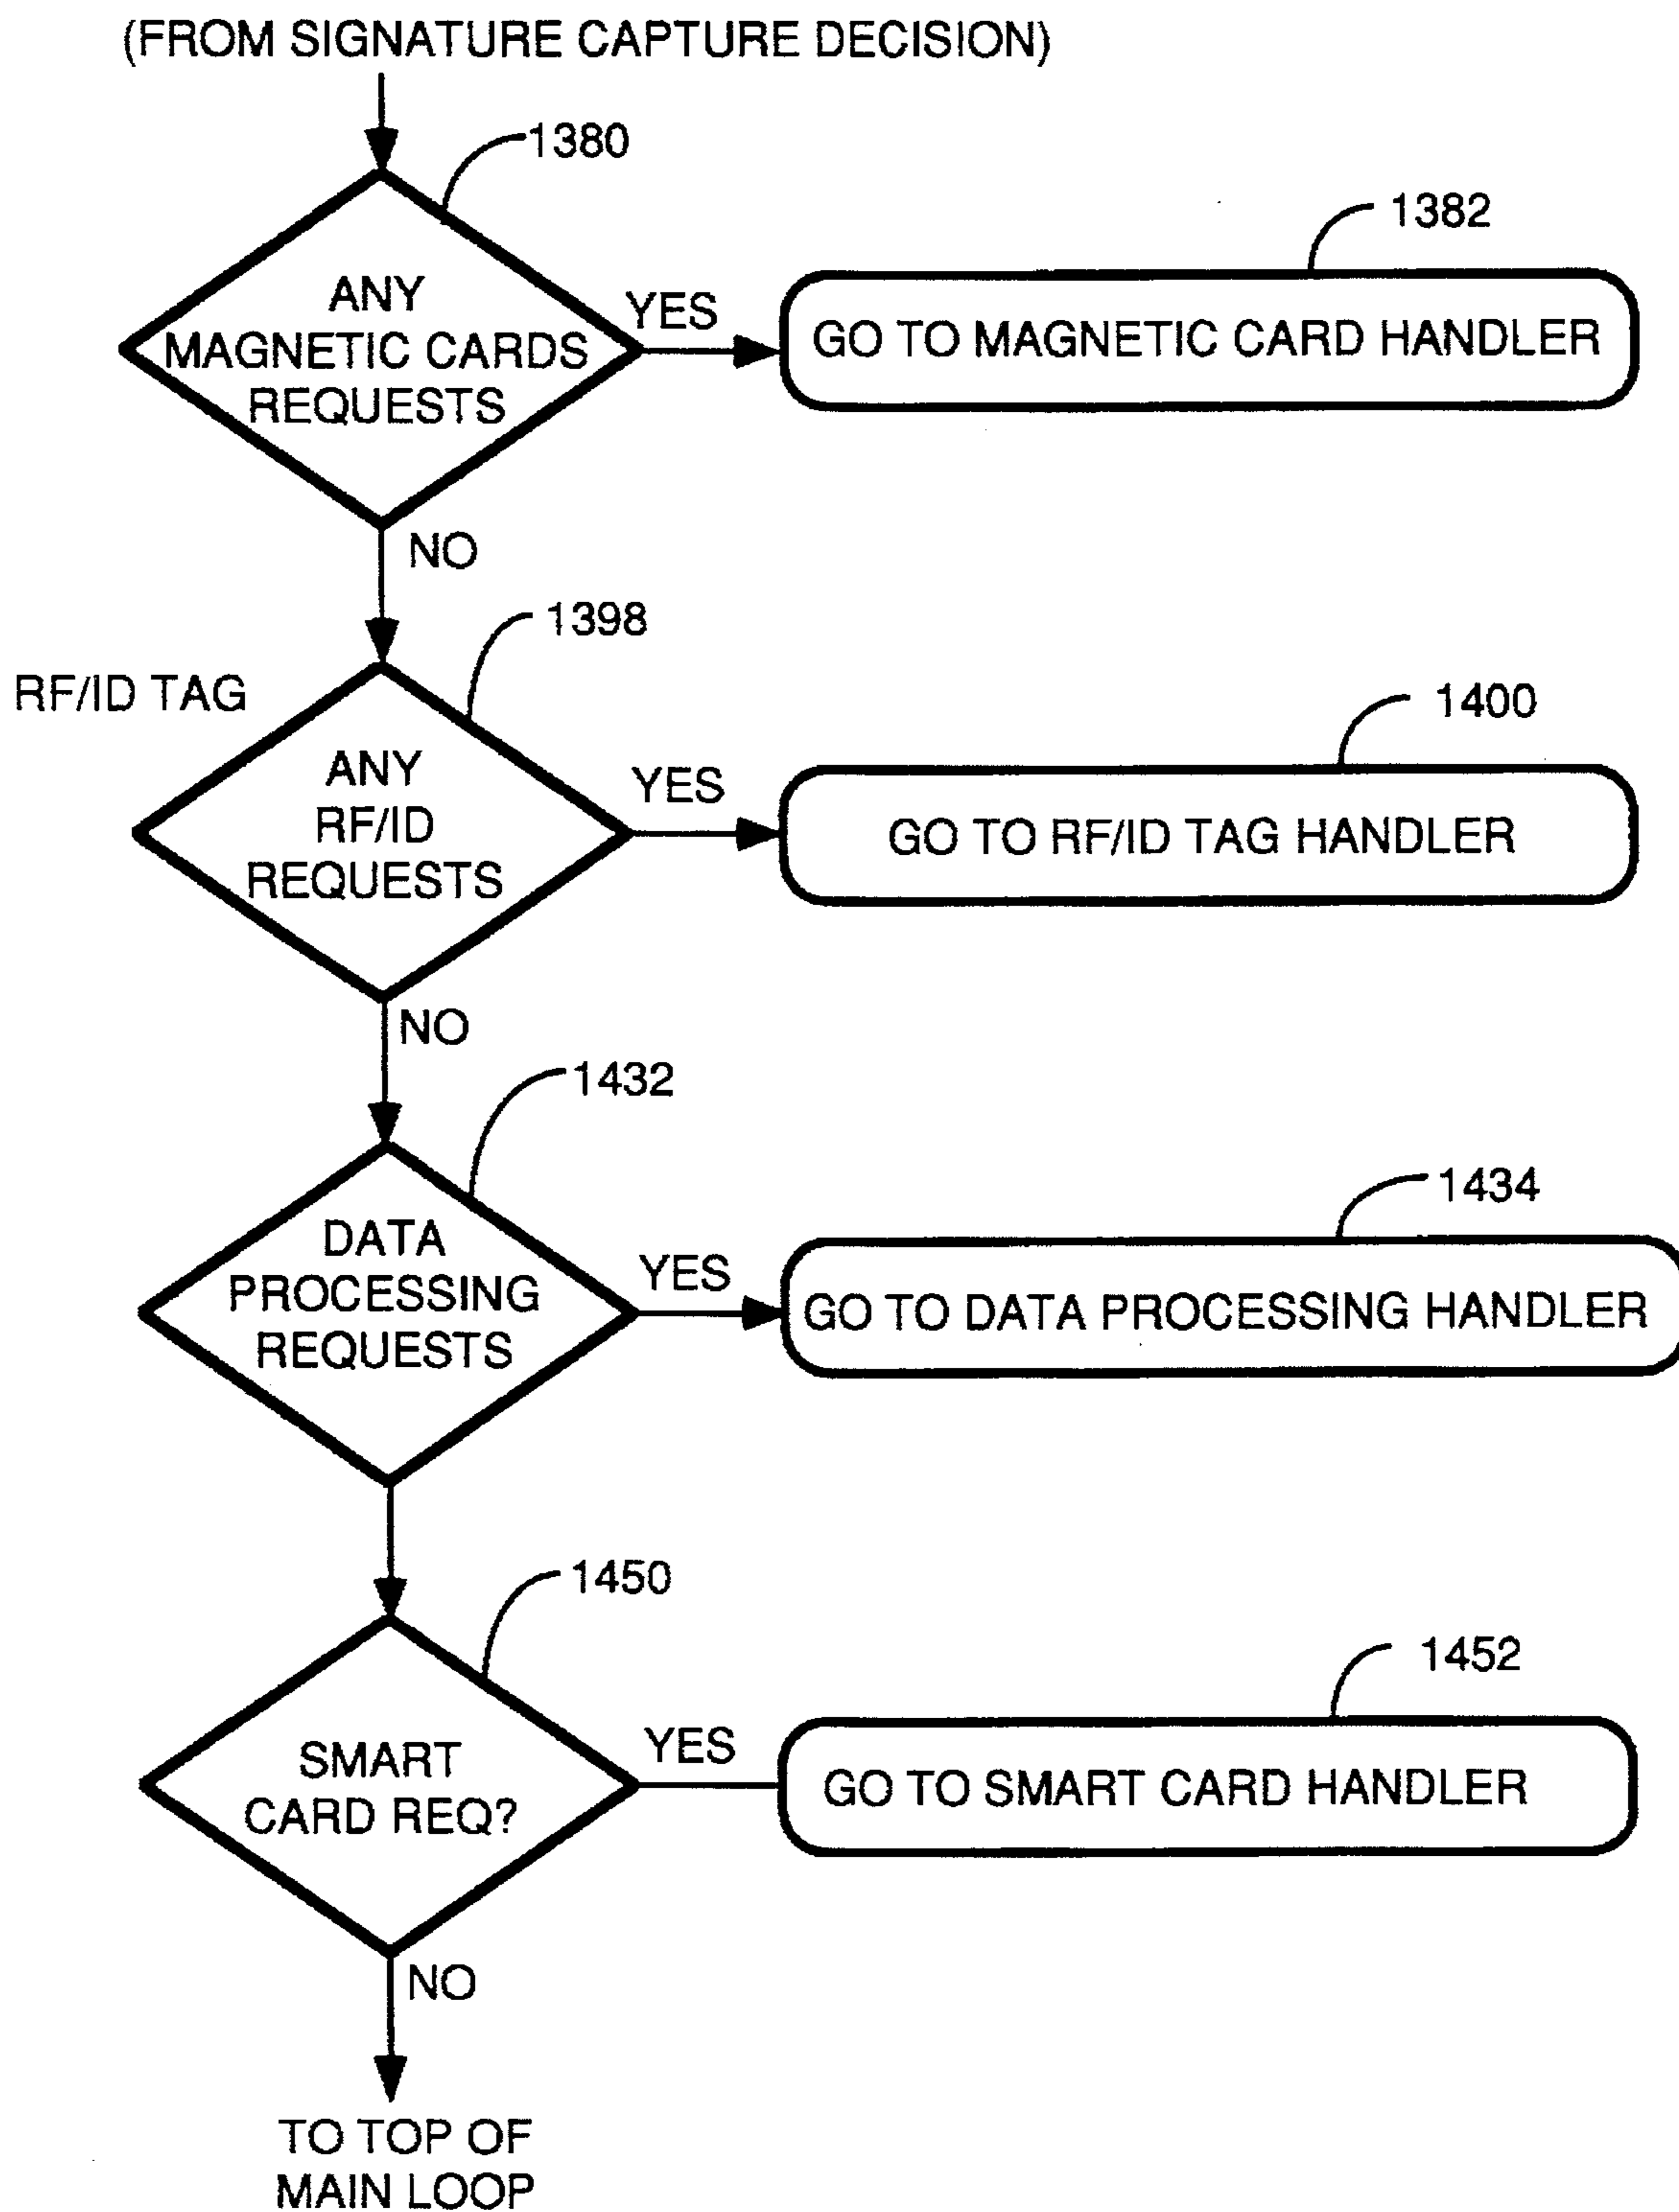 (FROM SIGNATURE CAPTURE DECISION)
1380
1382
ANY
MAGNETIC CARDS
REQUESTS
YES
GO TO MAGNETIC CARD HANDLER
NO
1398
RF/ID TAG
1400
ANY
RF/ID
REQUESTS
YES
GO TO RF/ID TAG HANDLER
NO
1432
1434
DATA
PROCESSING
REQUESTS
YES
GO TO DATA PROCESSING HANDLER
1450
1452
SMART
CARD REQ?
YES
GO TO SMART CARD HANDLER
NO
TO TOP OF
MAIN LOOP